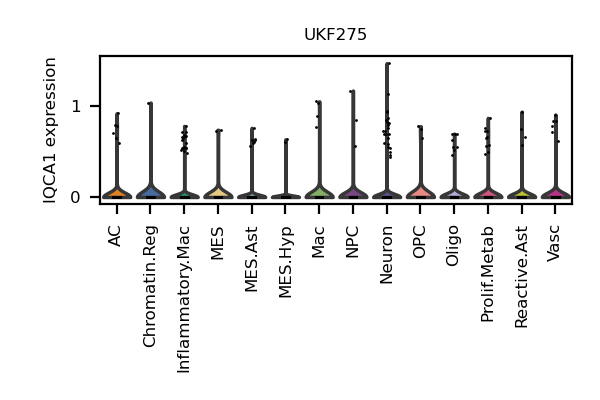 UKF275
IQCA1 expression
1
0
AC
Chromatin.Reg
Inflammatory.Mac
MES
MES.Ast
MES.Hyp
Mac
NPC
Neuron
OPC
Oligo
Prolif.Metab
Reactive.Ast
Vasc